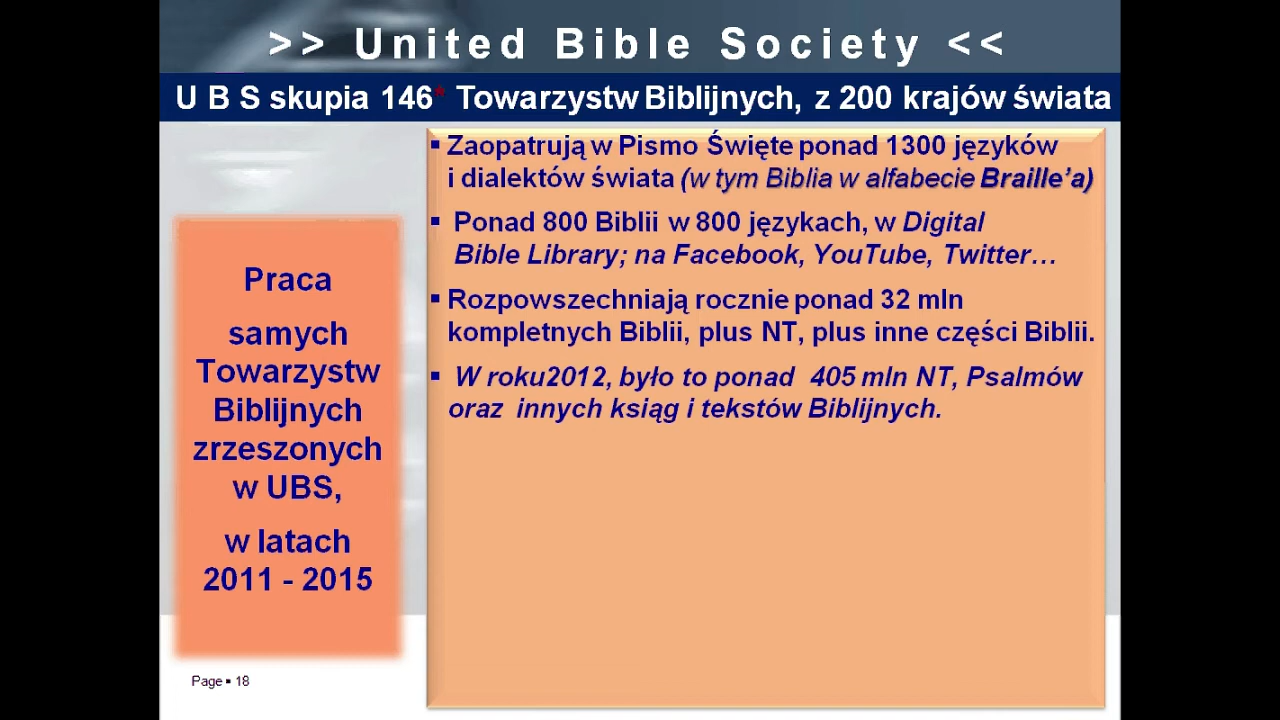 >> United Bible Society <<
U B S skupia 146* Towarzystw Biblijnych, z 200 krajów świata
Praca
samych
Towarzystw
Biblijnych
zrzeszonych
w UBS,
w latach
2011 - 2015
▪ Zaopatrują w Pismo Święte ponad 1300 języków
i dialektów świata (w tym Biblia w alfabecie Braille’a)
▪ Ponad 800 Biblii w 800 językach, w Digital
Bible Library; na Facebook, YouTube, Twitter…
▪ Rozpowszechniają rocznie ponad 32 mln
kompletnych Biblii, plus NT, plus inne części Biblii.
▪ W roku2012, było to ponad 405 mln NT, Psalmów
oraz innych ksiąg i tekstów Biblijnych.
Page ▪ 18